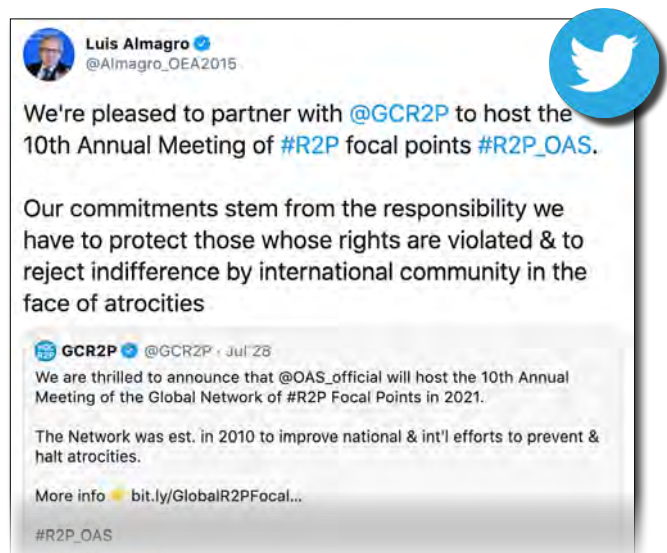 Luis Almagro
@Almagro_OEA2015
We're pleased to partner with @GCR2P to host the
10th Annual Meeting of #R2P focal points #R2P_OAS.
Our commitments stem from the responsibility we
have to protect those whose rights are violated & to
reject indifference by international community in the
face of atrocities
GCR2P @GCR2P · Jul 28
We are thrilled to announce that @OAS_official will host the 10th Annual
Meeting of the Global Network of #R2P Focal Points in 2021.
The Network was est. in 2010 to improve national & int'l efforts to prevent &
halt atrocities.
More info bit.ly/GlobalR2PFocal...
#R2P_OAS